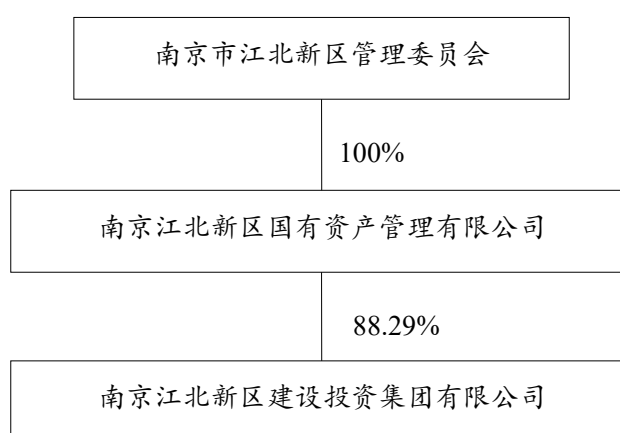 南京市江北新区管理委员会
100%
南京江北新区国有资产管理有限公司
88.29%
南京江北新区建设投资集团有限公司